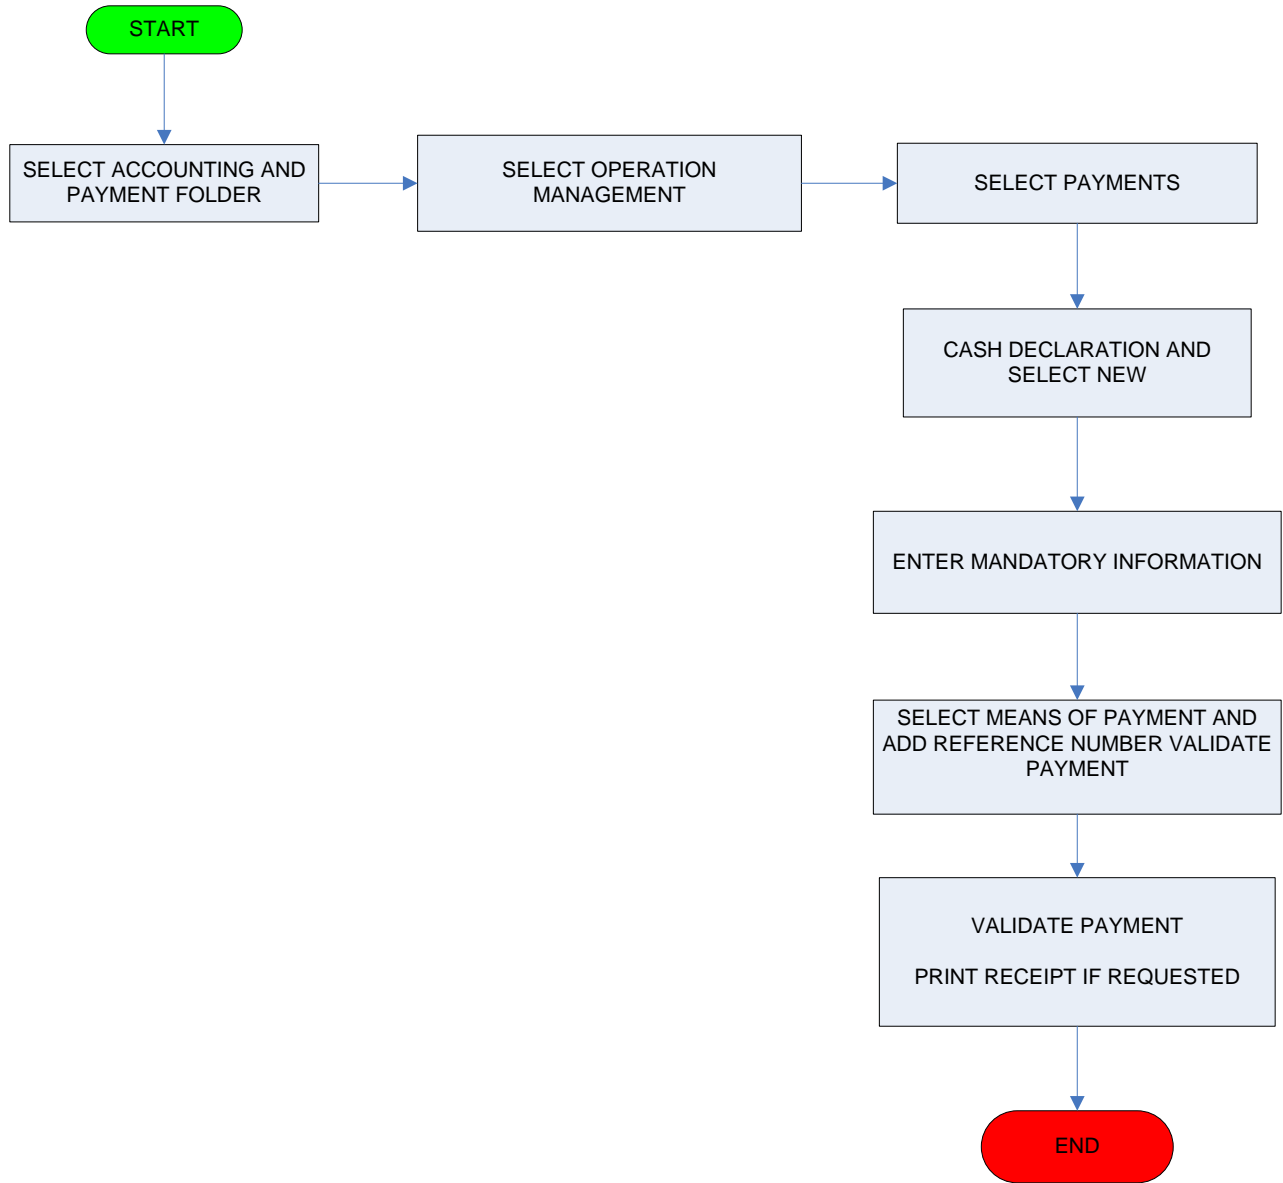 START
SELECT ACCOUNTING AND
PAYMENT FOLDER
SELECT OPERATION
MANAGEMENT
SELECT PAYMENTS
CASH DECLARATION AND
SELECT NEW
ENTER MANDATORY INFORMATION
SELECT MEANS OF PAYMENT AND
ADD REFERENCE NUMBER VALIDATE
PAYMENT
VALIDATE PAYMENT
PRINT RECEIPT IF REQUESTED
END